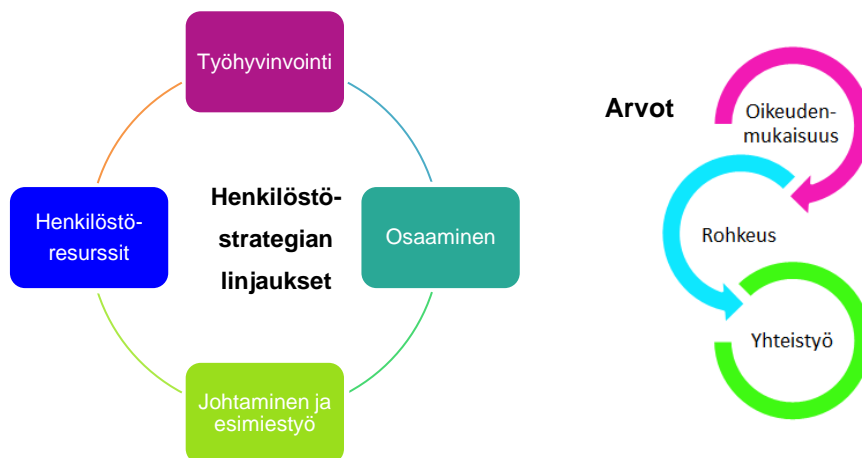 Työhyvinvointi
Henkilöstö-
resurssit
Henkilöstö-
strategian
linjaukset
Osaaminen
Johtaminen ja
esimiestyö
Arvot
Oikeuden-
mukaisuus
Rohkeus
Yhteistyö